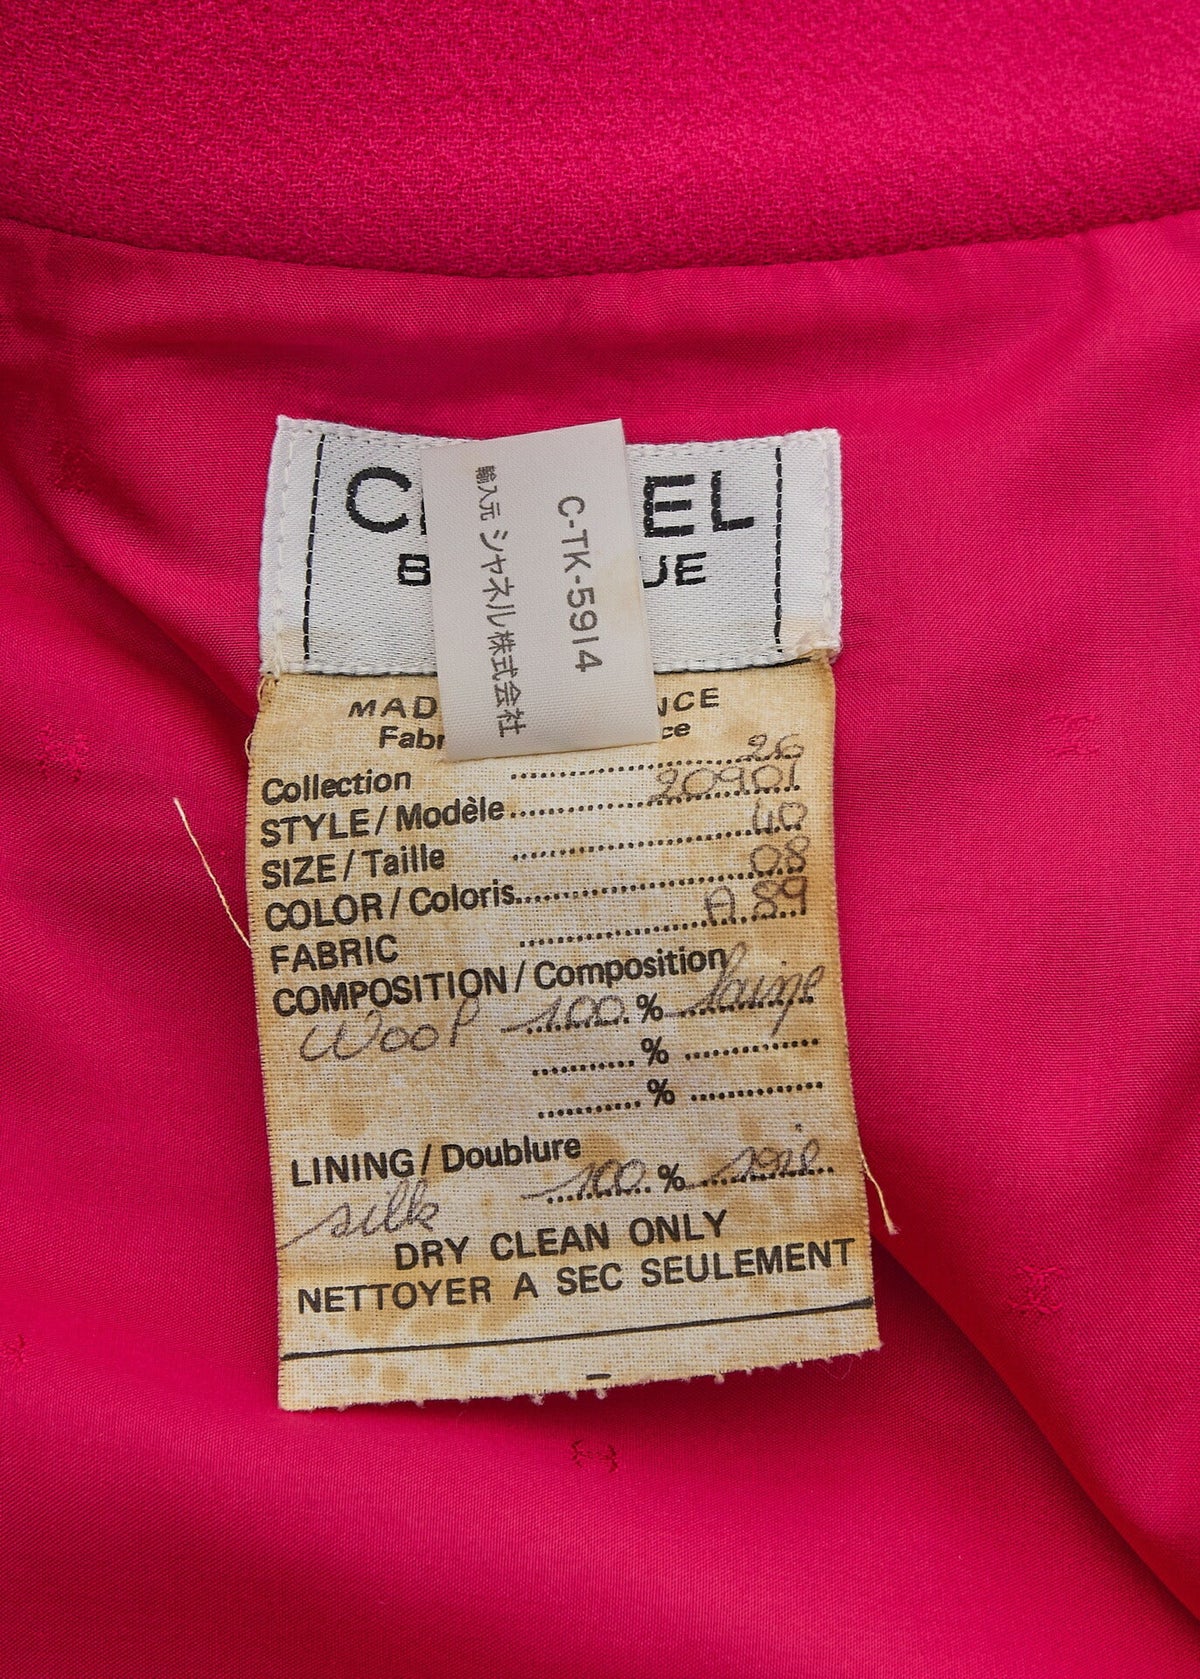 C EL
B UE
C-TK-5914
輸入元 シャネル株式会社
MAD NCE
Fabr ce
Collection 26
STYLE / Modèle 20901
SIZE / Taille 40
COLOR / Coloris 08
FABRIC A 89
COMPOSITION / Composition
Wool 100 % laine
%
%
LINING / Doublure
silk 100 % soie
DRY CLEAN ONLY
NETTOYER A SEC SEULEMENT